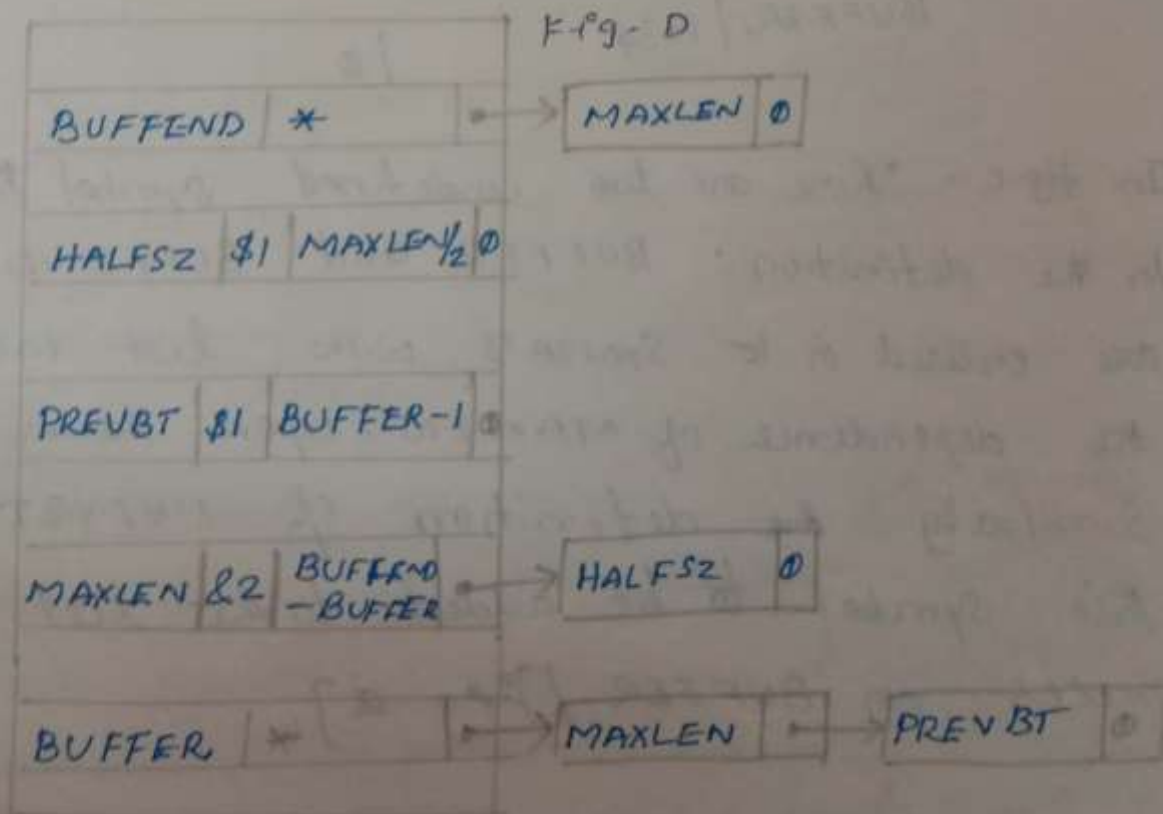 Fig- D
BUFFEND * MAXLEN 0
HALFSZ $1 MAXLEN/2 0
PREVBT $1 BUFFER-1 0
MAXLEN &2 BUFFEND
-BUFFER HALFSZ 0
BUFFER * MAXLEN PREVBT 0